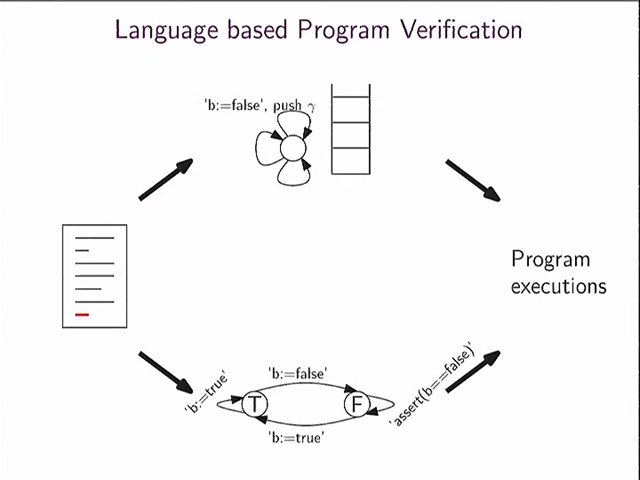 Language based Program Verification
'b:=false', push γ
Program
executions
'b:=true'
'b:=false'
'assert(b==false)'
T
F
'b:=true'